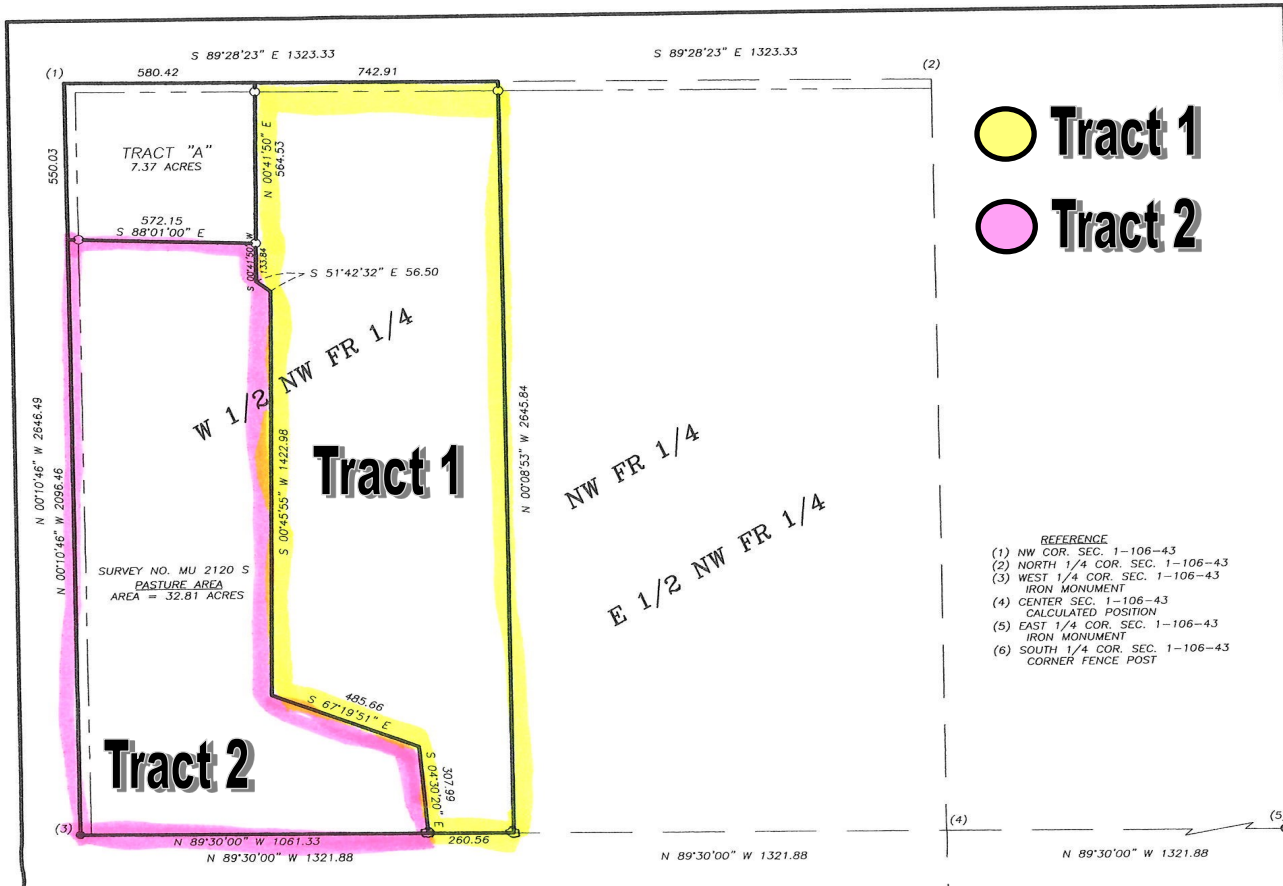 S 89°28'23" E 1323.33
S 89°28'23" E 1323.33
(1)
580.42
742.91
(2)
TRACT "A"
7.37 ACRES
550.03
N 00°41'50" E
564.53
572.15
S 88°01'00" E
S 00°41'50" W
133.84
S 51°42'32" E 56.50
Tract 1
Tract 2
W 1/2 NW FR 1/4
Tract 1
NW FR 1/4
E 1/2 NW FR 1/4
N 00°10'46" W 2646.49
N 00°10'46" W 2096.46
S 00°45'55" W 1422.98
N 00°08'53" W 2645.84
SURVEY NO. MU 2120 S
PASTURE AREA
AREA = 32.81 ACRES
REFERENCE
(1) NW COR. SEC. 1-106-43
(2) NORTH 1/4 COR. SEC. 1-106-43
(3) WEST 1/4 COR. SEC. 1-106-43
IRON MONUMENT
(4) CENTER SEC. 1-106-43
CALCULATED POSITION
(5) EAST 1/4 COR. SEC. 1-106-43
IRON MONUMENT
(6) SOUTH 1/4 COR. SEC. 1-106-43
CORNER FENCE POST
485.66
S 67°19'51" E
Tract 2
307.99
S 04°30'20" E
(3)
N 89°30'00" W 1061.33
260.56
(4)
(5)
N 89°30'00" W 1321.88
N 89°30'00" W 1321.88
N 89°30'00" W 1321.88